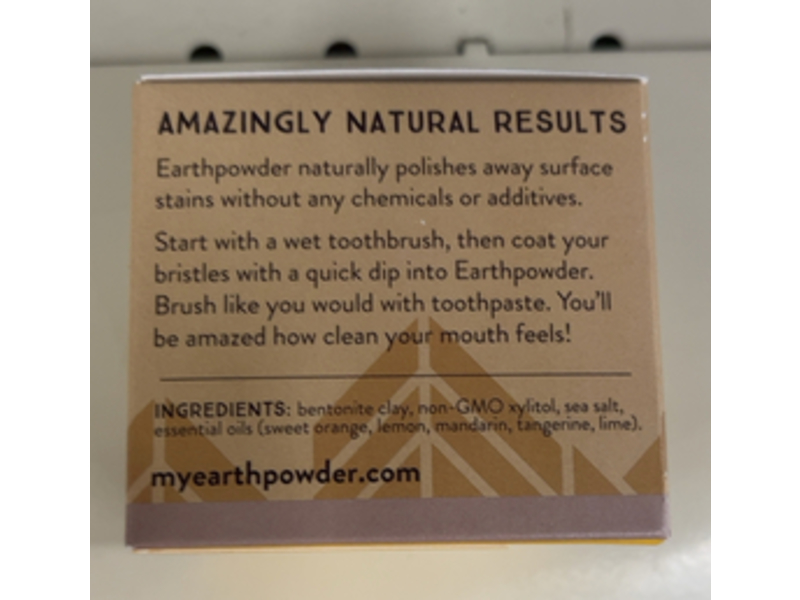 AMAZINGLY NATURAL RESULTS
Earthpowder naturally polishes away surface
stains without any chemicals or additives.
Start with a wet toothbrush, then coat your
bristles with a quick dip into Earthpowder.
Brush like you would with toothpaste. You'll
be amazed how clean your mouth feels!
INGREDIENTS: bentonite clay, non-GMO xylitol, sea salt,
essential oils (sweet orange, lemon, mandarin, tangerine, lime).
myearthpowder.com